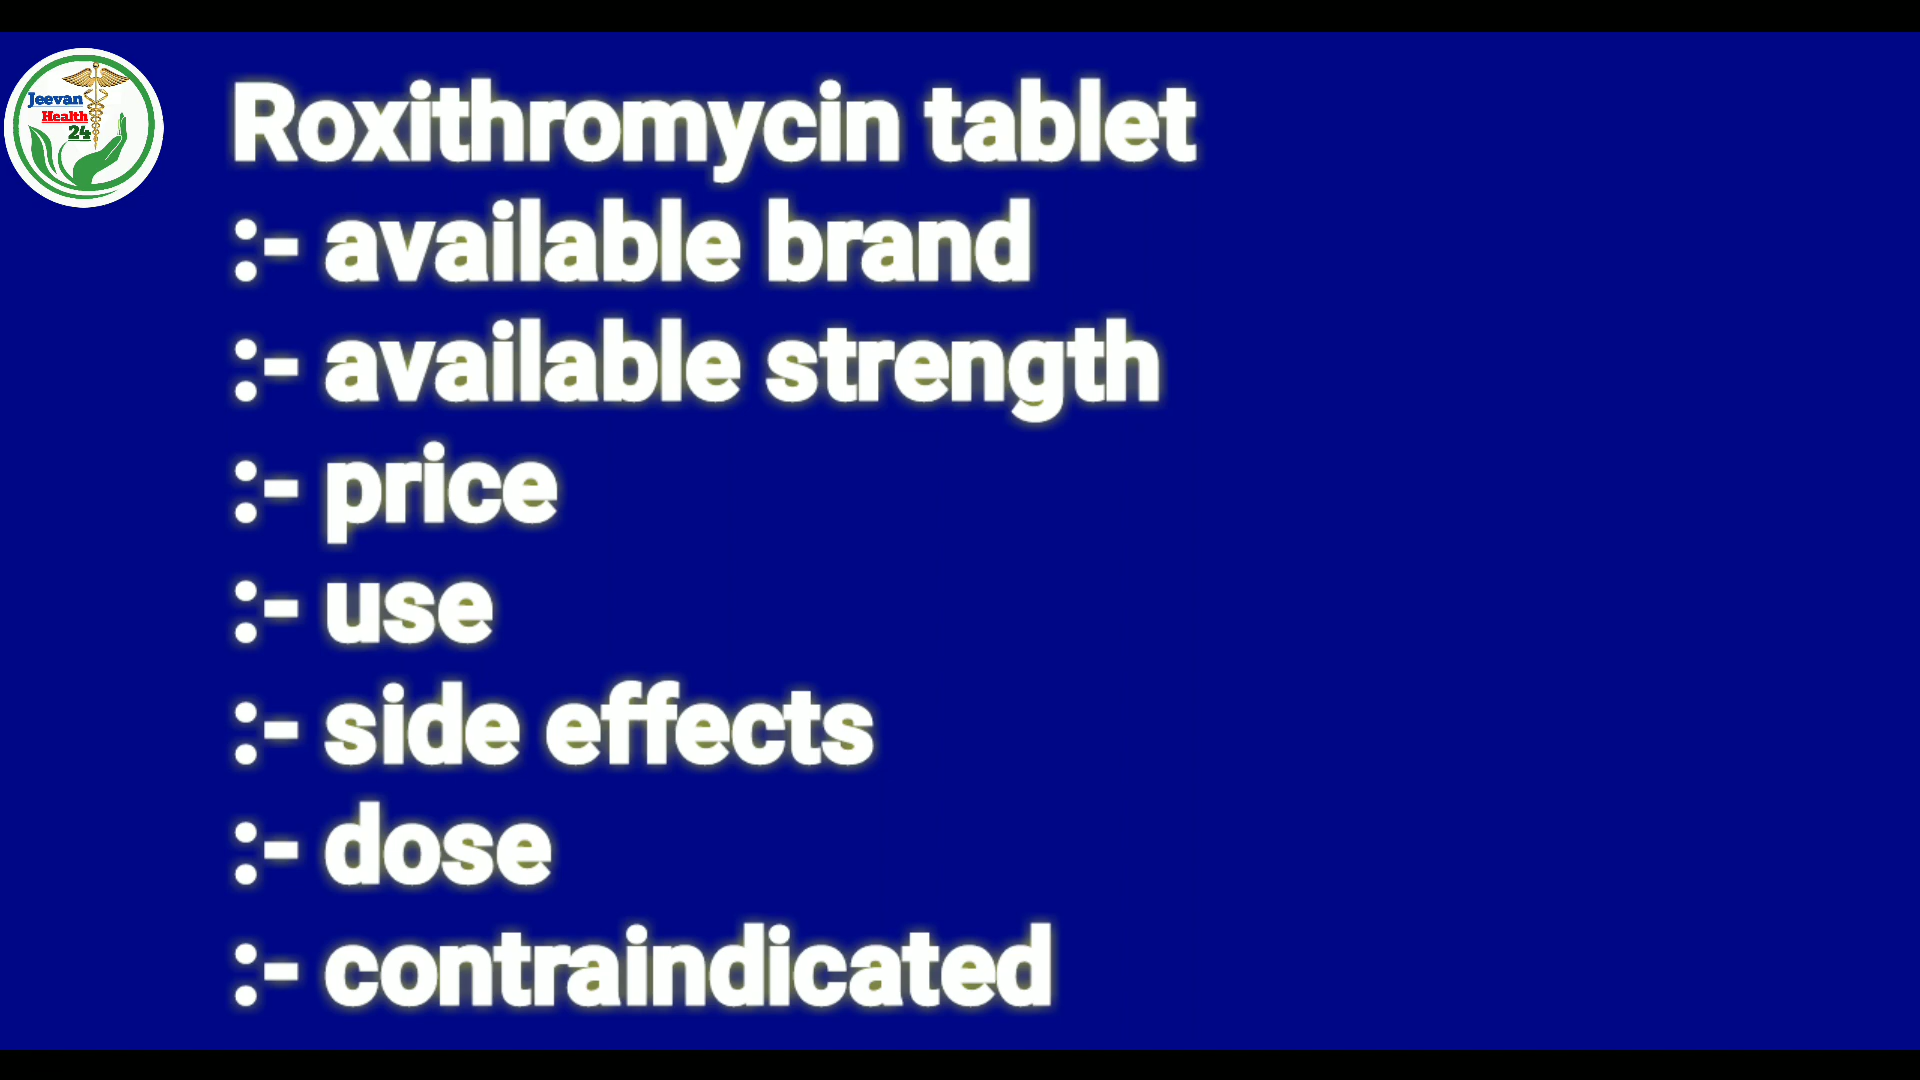 Jeevan
Health
24
Roxithromycin tablet
:- available brand
:- available strength
:- price
:- use
:- side effects
:- dose
:- contraindicated